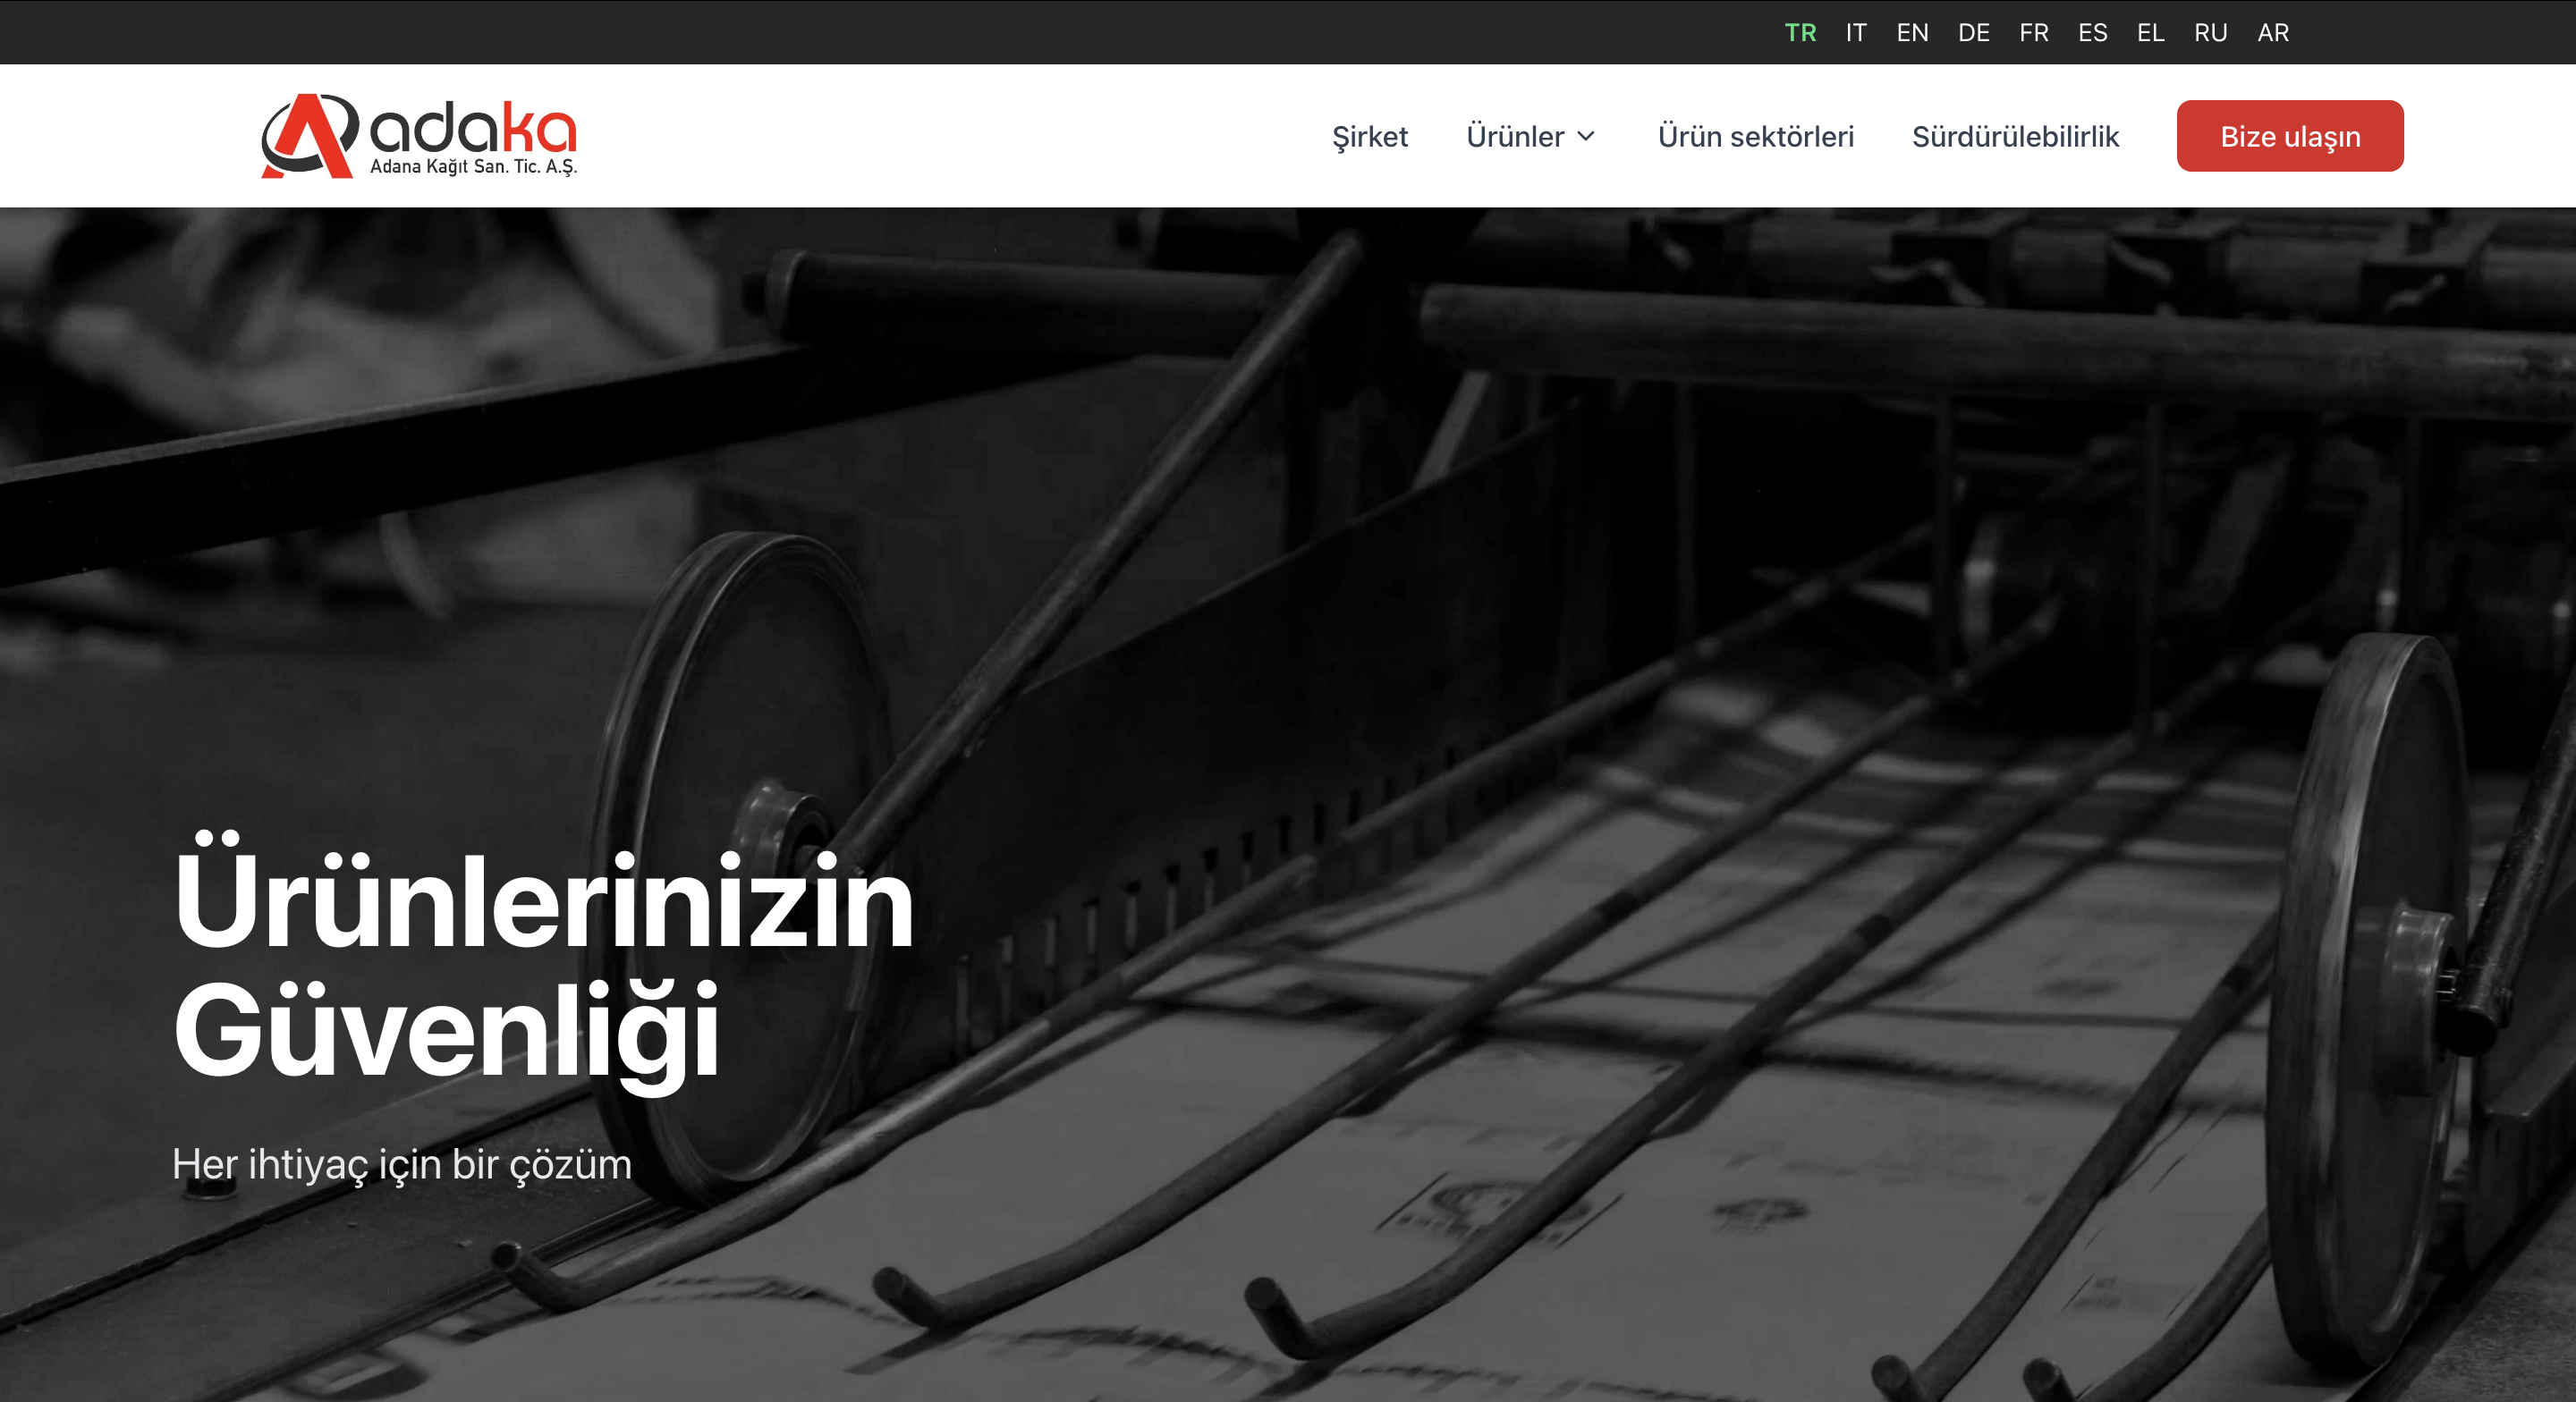 TR IT EN DE FR ES EL RU AR
adaka
Adana Kağıt San. Tic. A.Ş.
Şirket Ürünler Ürün sektörleri Sürdürülebilirlik Bize ulaşın
Ürünlerinizin
Güvenliği
Her ihtiyaç için bir çözüm